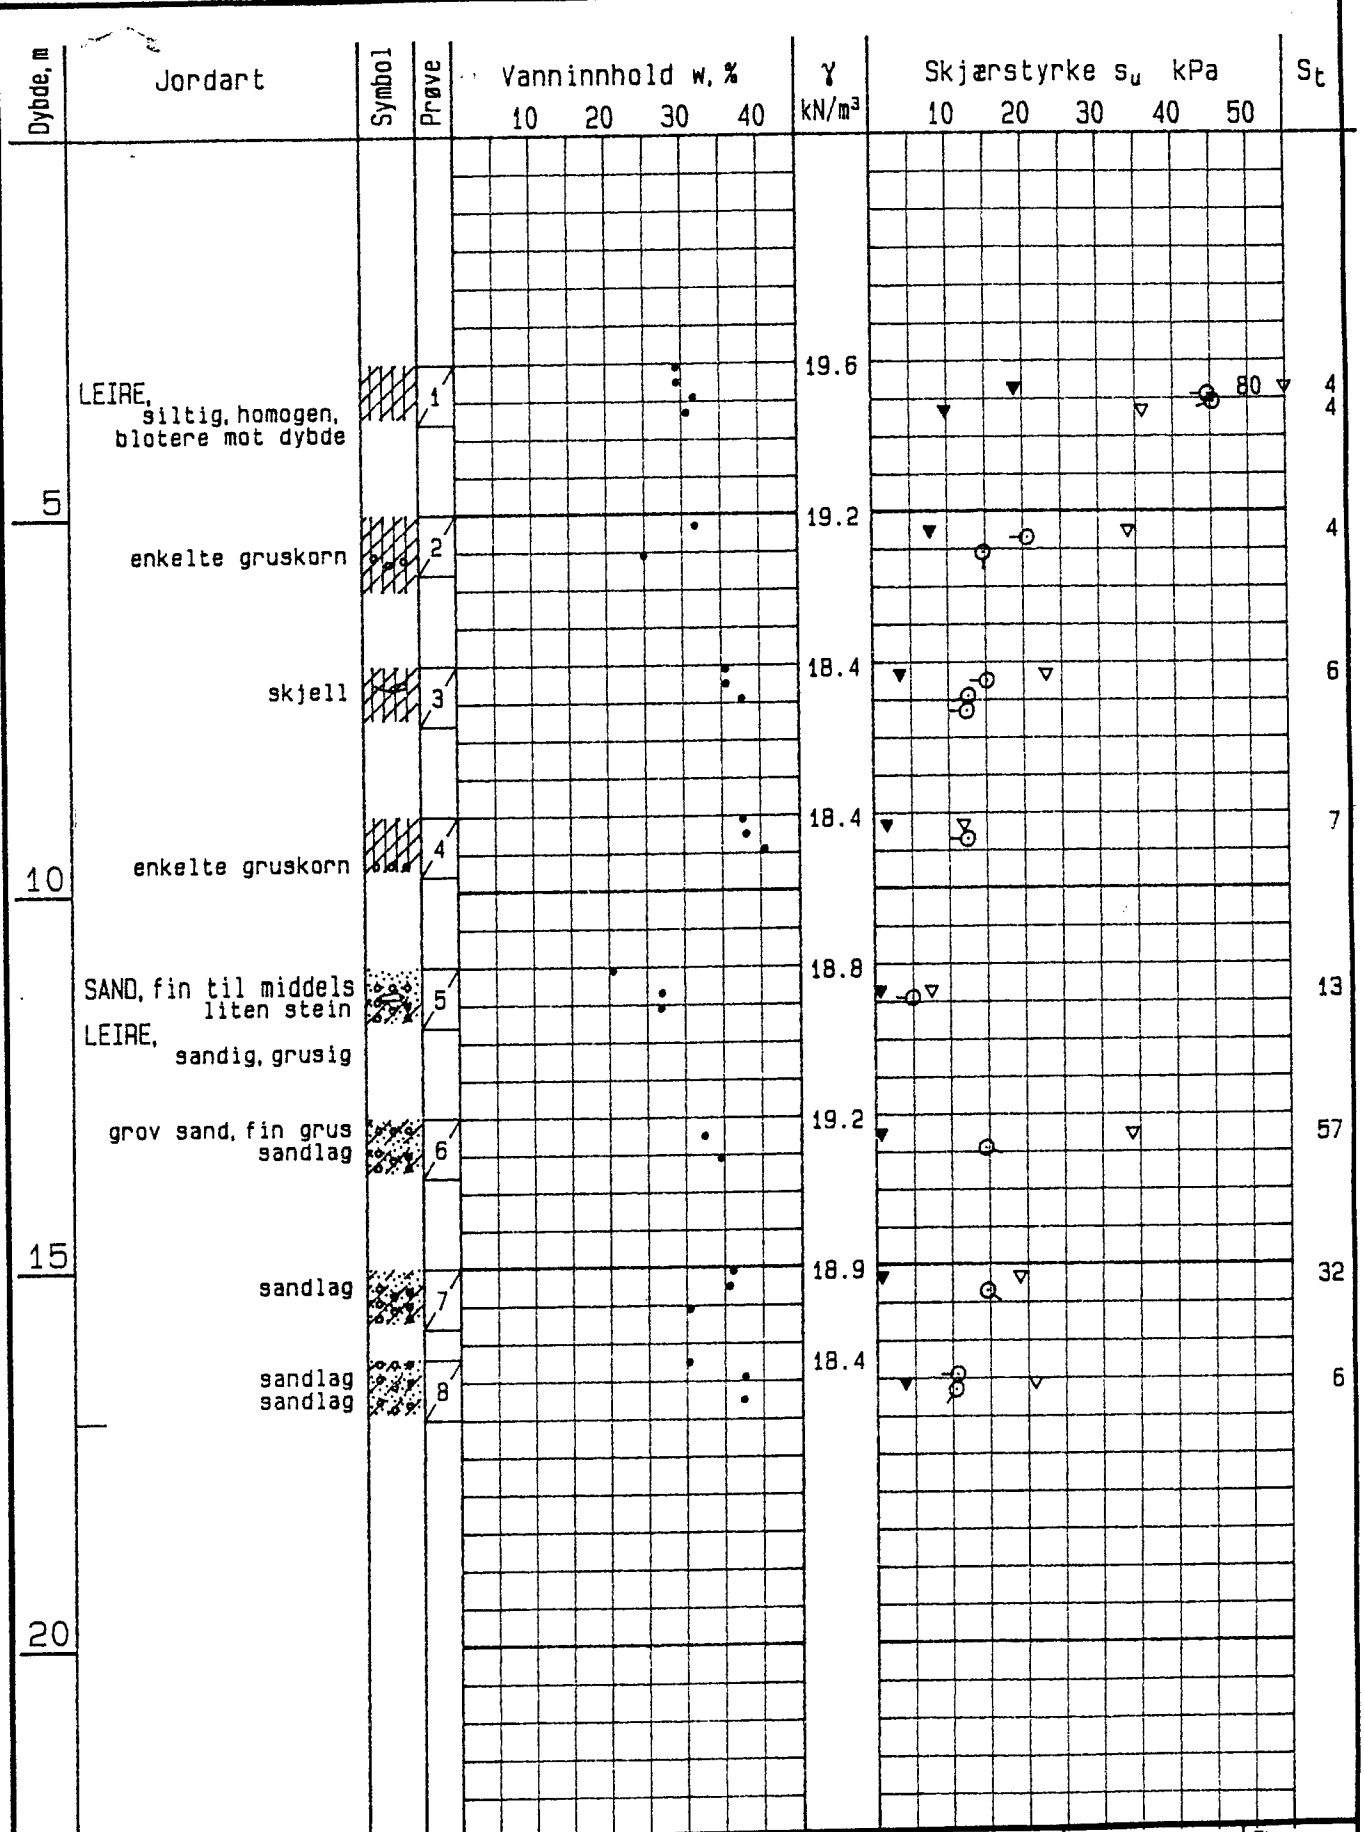 Dybde, m Jordart Symbol Prøve Vanninnhold w, % γ kN/m³ Skjærstyrke su kPa St
10 20 30 40 10 20 30 40 50
19.6
LEIRE, 1 80 4
siltig, homogen, 4
blotere mot dybde
5 19.2 4
enkelte gruskorn 2
18.4 6
skjell 3
18.4 7
enkelte gruskorn 4
10
18.8
SAND, fin til middels 5 13
liten stein
LEIRE,
sandig, grusig
19.2
grov sand, fin grus 6 57
sandlag
15 18.9 32
sandlag 7
18.4
sandlag 8 6
sandlag
20